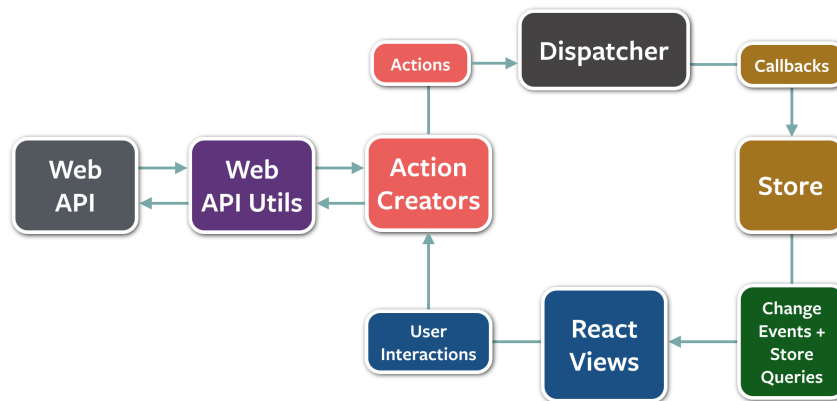 Actions
Dispatcher
Callbacks
Web
API
Web
API Utils
Action
Creators
Store
User
Interactions
React
Views
Change
Events +
Store
Queries